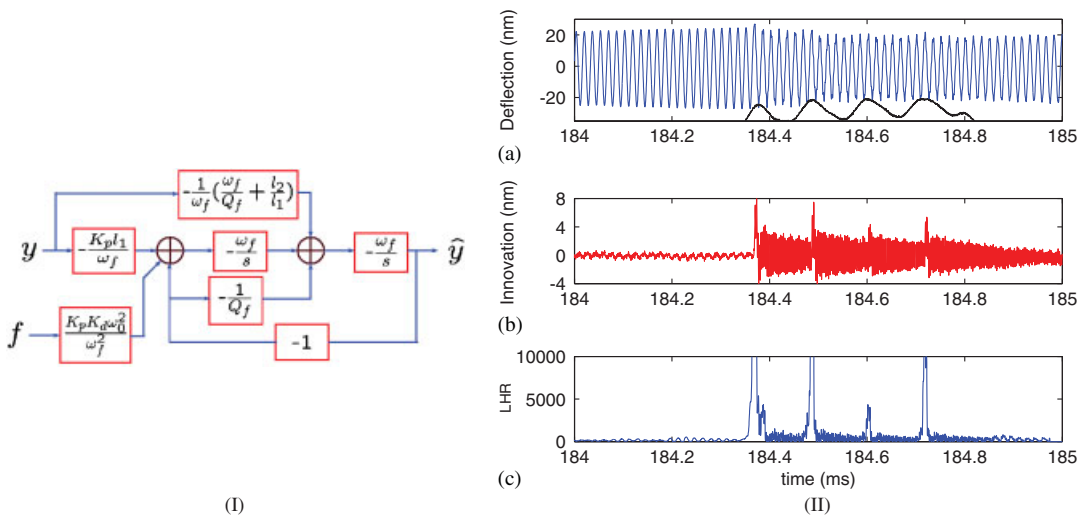 -1/ω_f(ω_f/Q_f + l_2/l_1)
y
-K_p l_1/ω_f
-ω_f/s
-ω_f/s
ŷ
-1/Q_f
f
K_p K_d ω_0^2/ω_f^2
-1
(I)
Deflection (nm)
20
0
-20
184 184.2 184.4 184.6 184.8 185
(a)
Innovation (nm)
8
4
0
-4
184 184.2 184.4 184.6 184.8 185
(b)
LHR
10000
5000
0
184 184.2 184.4 184.6 184.8 185
(c)
time (ms)
(II)